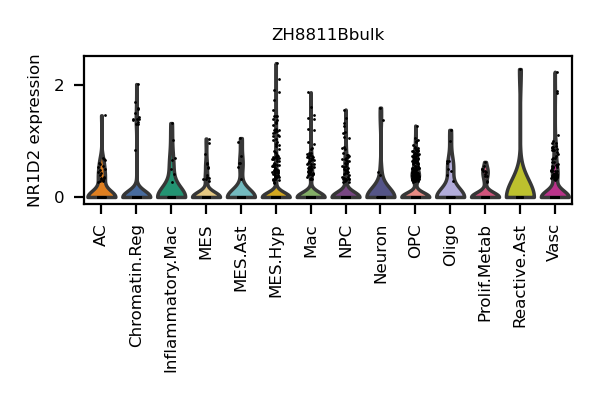 ZH8811Bbulk
NR1D2 expression
2
0
AC
Chromatin.Reg
Inflammatory.Mac
MES
MES.Ast
MES.Hyp
Mac
NPC
Neuron
OPC
Oligo
Prolif.Metab
Reactive.Ast
Vasc